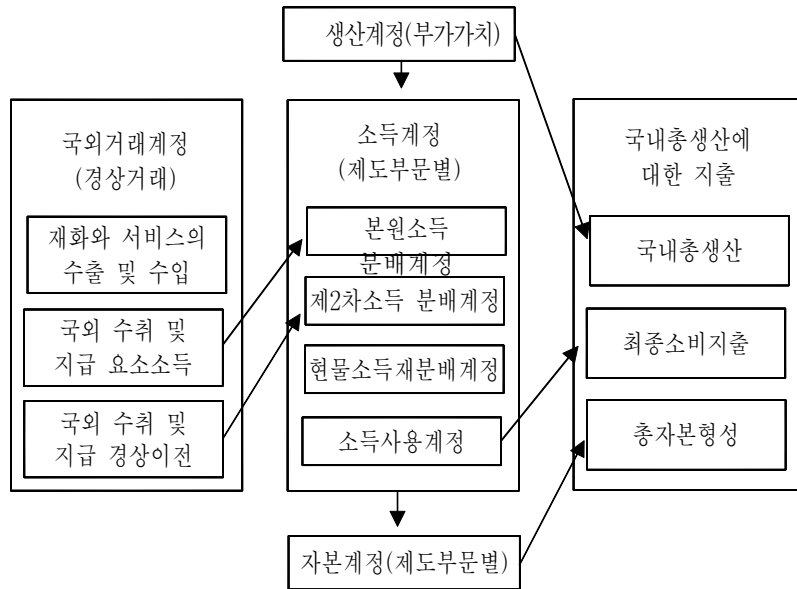 생산계정(부가가치)
국외거래계정
(경상거래)
재화와 서비스의
수출 및 수입
국외 수취 및
지급 요소소득
국외 수취 및
지급 경상이전
소득계정
(제도부문별)
본원소득
분배계정
제2차소득 분배계정
현물소득재분배계정
소득사용계정
국내총생산에
대한 지출
국내총생산
최종소비지출
총자본형성
자본계정(제도부문별)